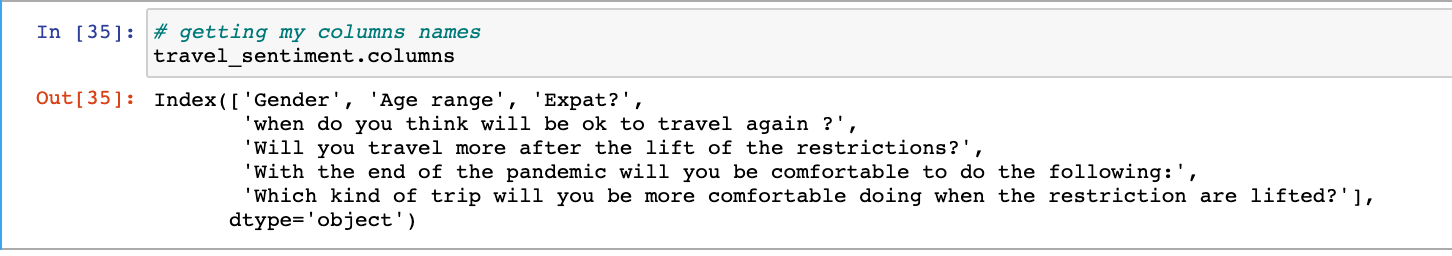 In [35]: # getting my columns names
travel_sentiment.columns
Out[35]: Index(['Gender', 'Age range', 'Expat?',
'when do you think will be ok to travel again ?',
'Will you travel more after the lift of the restrictions?',
'With the end of the pandemic will you be comfortable to do the following:',
'Which kind of trip will you be more comfortable doing when the restriction are lifted?'],
dtype='object')